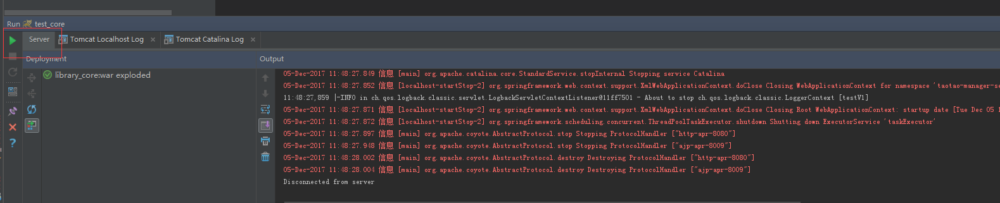 Run test_core
Server Tomcat Localhost Log Tomcat Catalina Log
Deployment
library_core:war exploded
Output
05-Dec-2017 11:48:27.849 信息 [main] org.apache.catalina.core.StandardService.stopInternal Stopping service Catalina
05-Dec-2017 11:48:27.852 信息 [localhost-startStop-2] org.springframework.web.context.support.XmlWebApplicationContext.doClose Closing WebApplicationContext for namespace 'taotao-manager-se
11:48:27,859 |-INFO in ch.qos.logback.classic.servlet.LogbackServletContextListener@11ff7501 - About to stop ch.qos.logback.classic.LoggerContext [testV1]
05-Dec-2017 11:48:27.871 信息 [localhost-startStop-2] org.springframework.web.context.support.XmlWebApplicationContext.doClose Closing Root WebApplicationContext: startup date [Tue Dec 05 1
05-Dec-2017 11:48:27.872 信息 [localhost-startStop-2] org.springframework.scheduling.concurrent.ThreadPoolTaskExecutor.shutdown Shutting down ExecutorService 'taskExecutor'
05-Dec-2017 11:48:27.897 信息 [main] org.apache.coyote.AbstractProtocol.stop Stopping ProtocolHandler ["http-apr-8080"]
05-Dec-2017 11:48:27.948 信息 [main] org.apache.coyote.AbstractProtocol.stop Stopping ProtocolHandler ["ajp-apr-8009"]
05-Dec-2017 11:48:28.002 信息 [main] org.apache.coyote.AbstractProtocol.destroy Destroying ProtocolHandler ["http-apr-8080"]
05-Dec-2017 11:48:28.004 信息 [main] org.apache.coyote.AbstractProtocol.destroy Destroying ProtocolHandler ["ajp-apr-8009"]
Disconnected from server